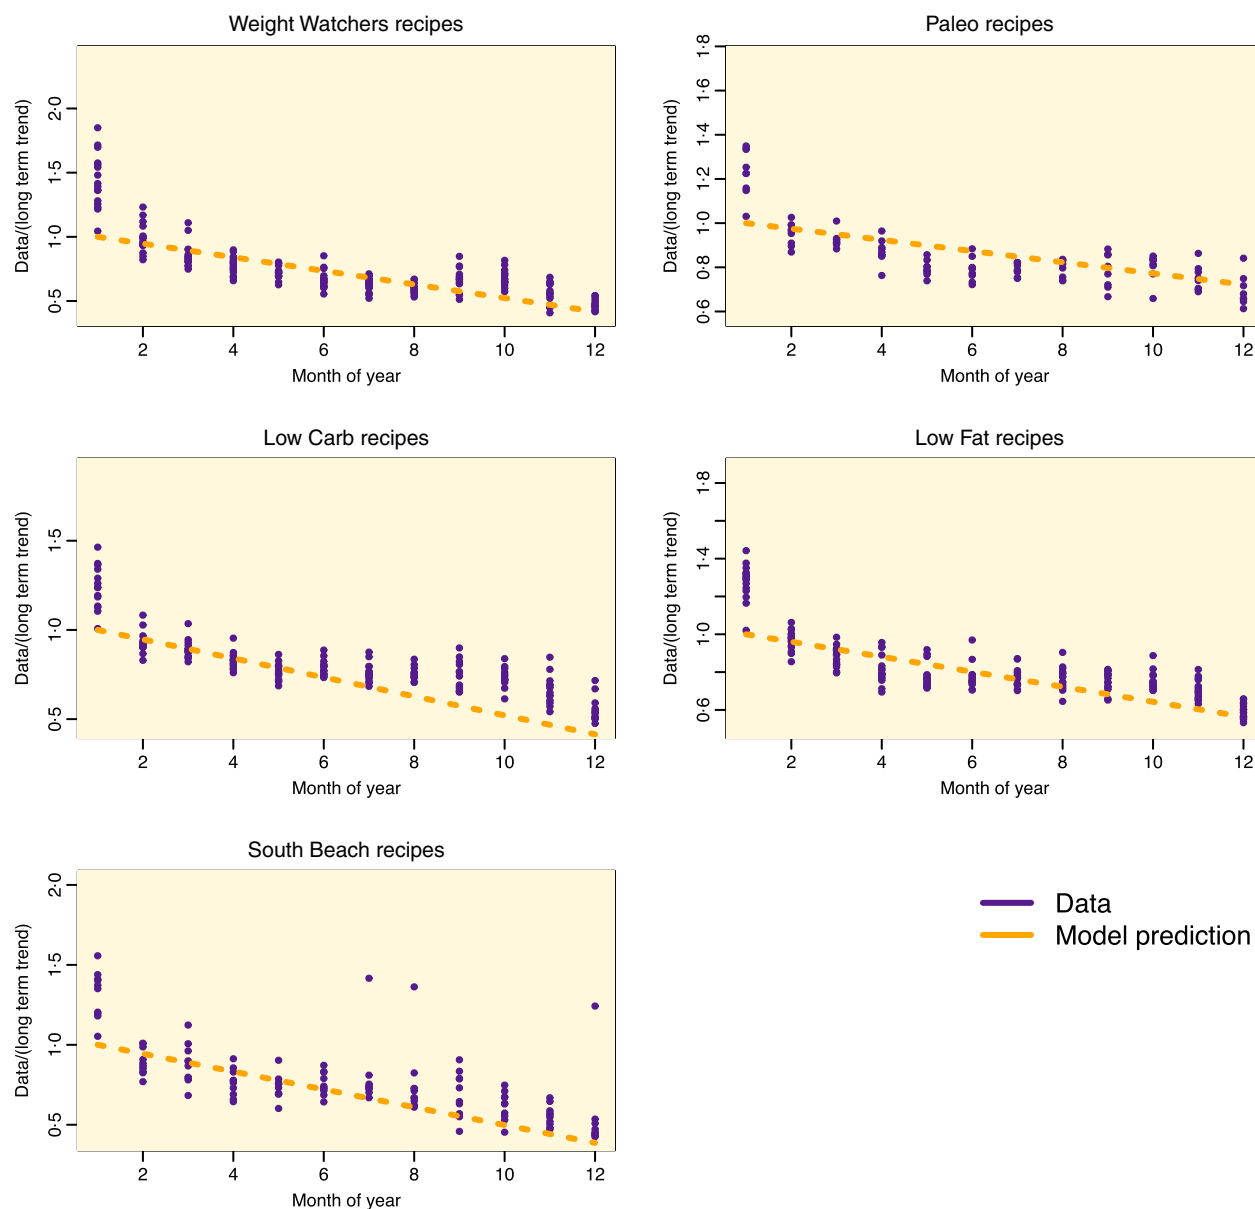 Weight Watchers recipes
Data/(long term trend)
2·0
1·5
1·0
0·5
2 4 6 8 10 12
Month of year
Paleo recipes
Data/(long term trend)
1·8
1·6
1·4
1·2
1·0
0·8
0·6
2 4 6 8 10 12
Month of year
Low Carb recipes
Data/(long term trend)
1·5
1·0
0·5
2 4 6 8 10 12
Month of year
Low Fat recipes
Data/(long term trend)
1·8
1·4
1·0
0·6
2 4 6 8 10 12
Month of year
South Beach recipes
Data/(long term trend)
2·0
1·5
1·0
0·5
2 4 6 8 10 12
Month of year
Data
Model prediction